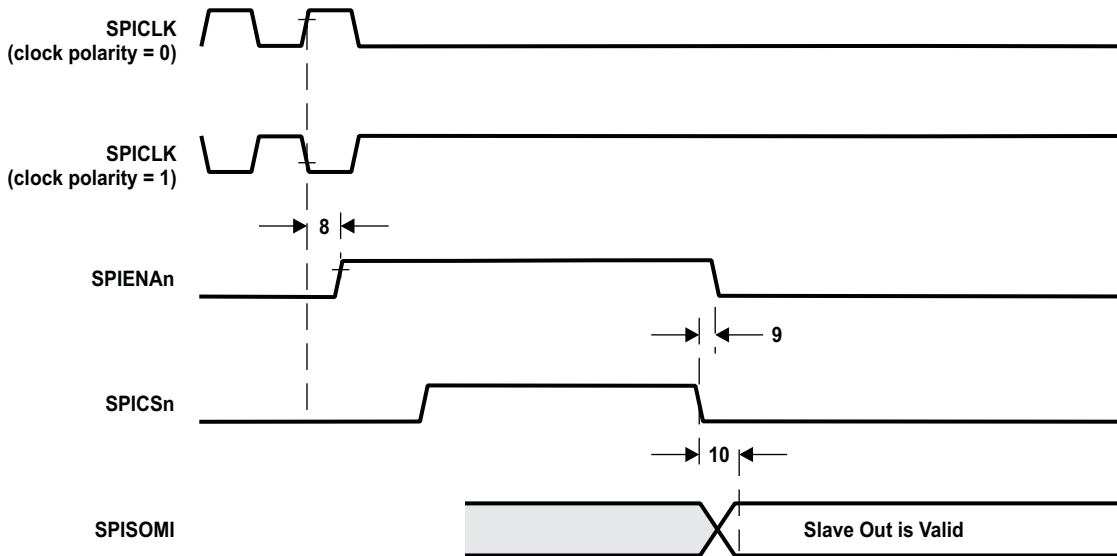 SPICLK
(clock polarity = 0)
SPICLK
(clock polarity = 1)
8
SPIENAn
9
SPICSn
10
SPISOMI
Slave Out is Valid